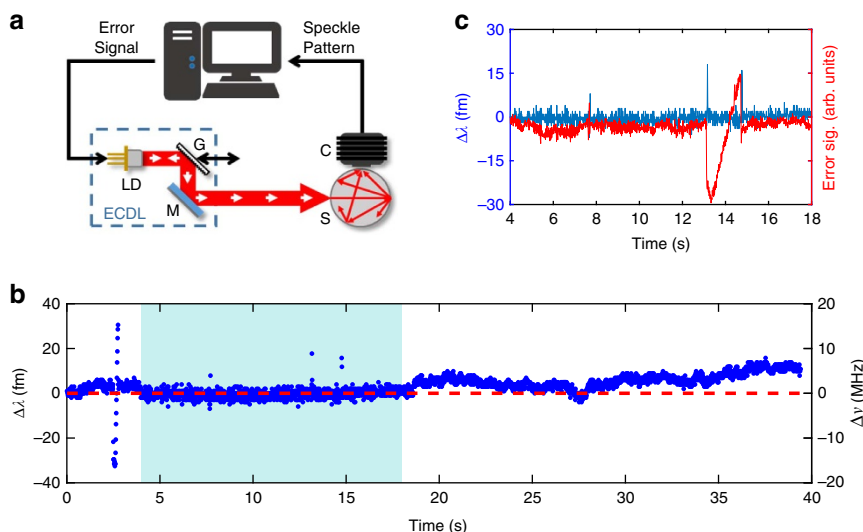 a
Error
Signal
Speckle
Pattern
G
C
LD
M
S
ECDL
c
Δλ (fm)
30
15
0
−15
−30
4 6 8 10 12 14 16 18
Time (s)
Error sig. (arb. units)
b
Δλ (fm)
40
20
0
−20
−40
0 5 10 15 20 25 30 35 40
Time (s)
20
10
0
−10
−20
Δν (MHz)